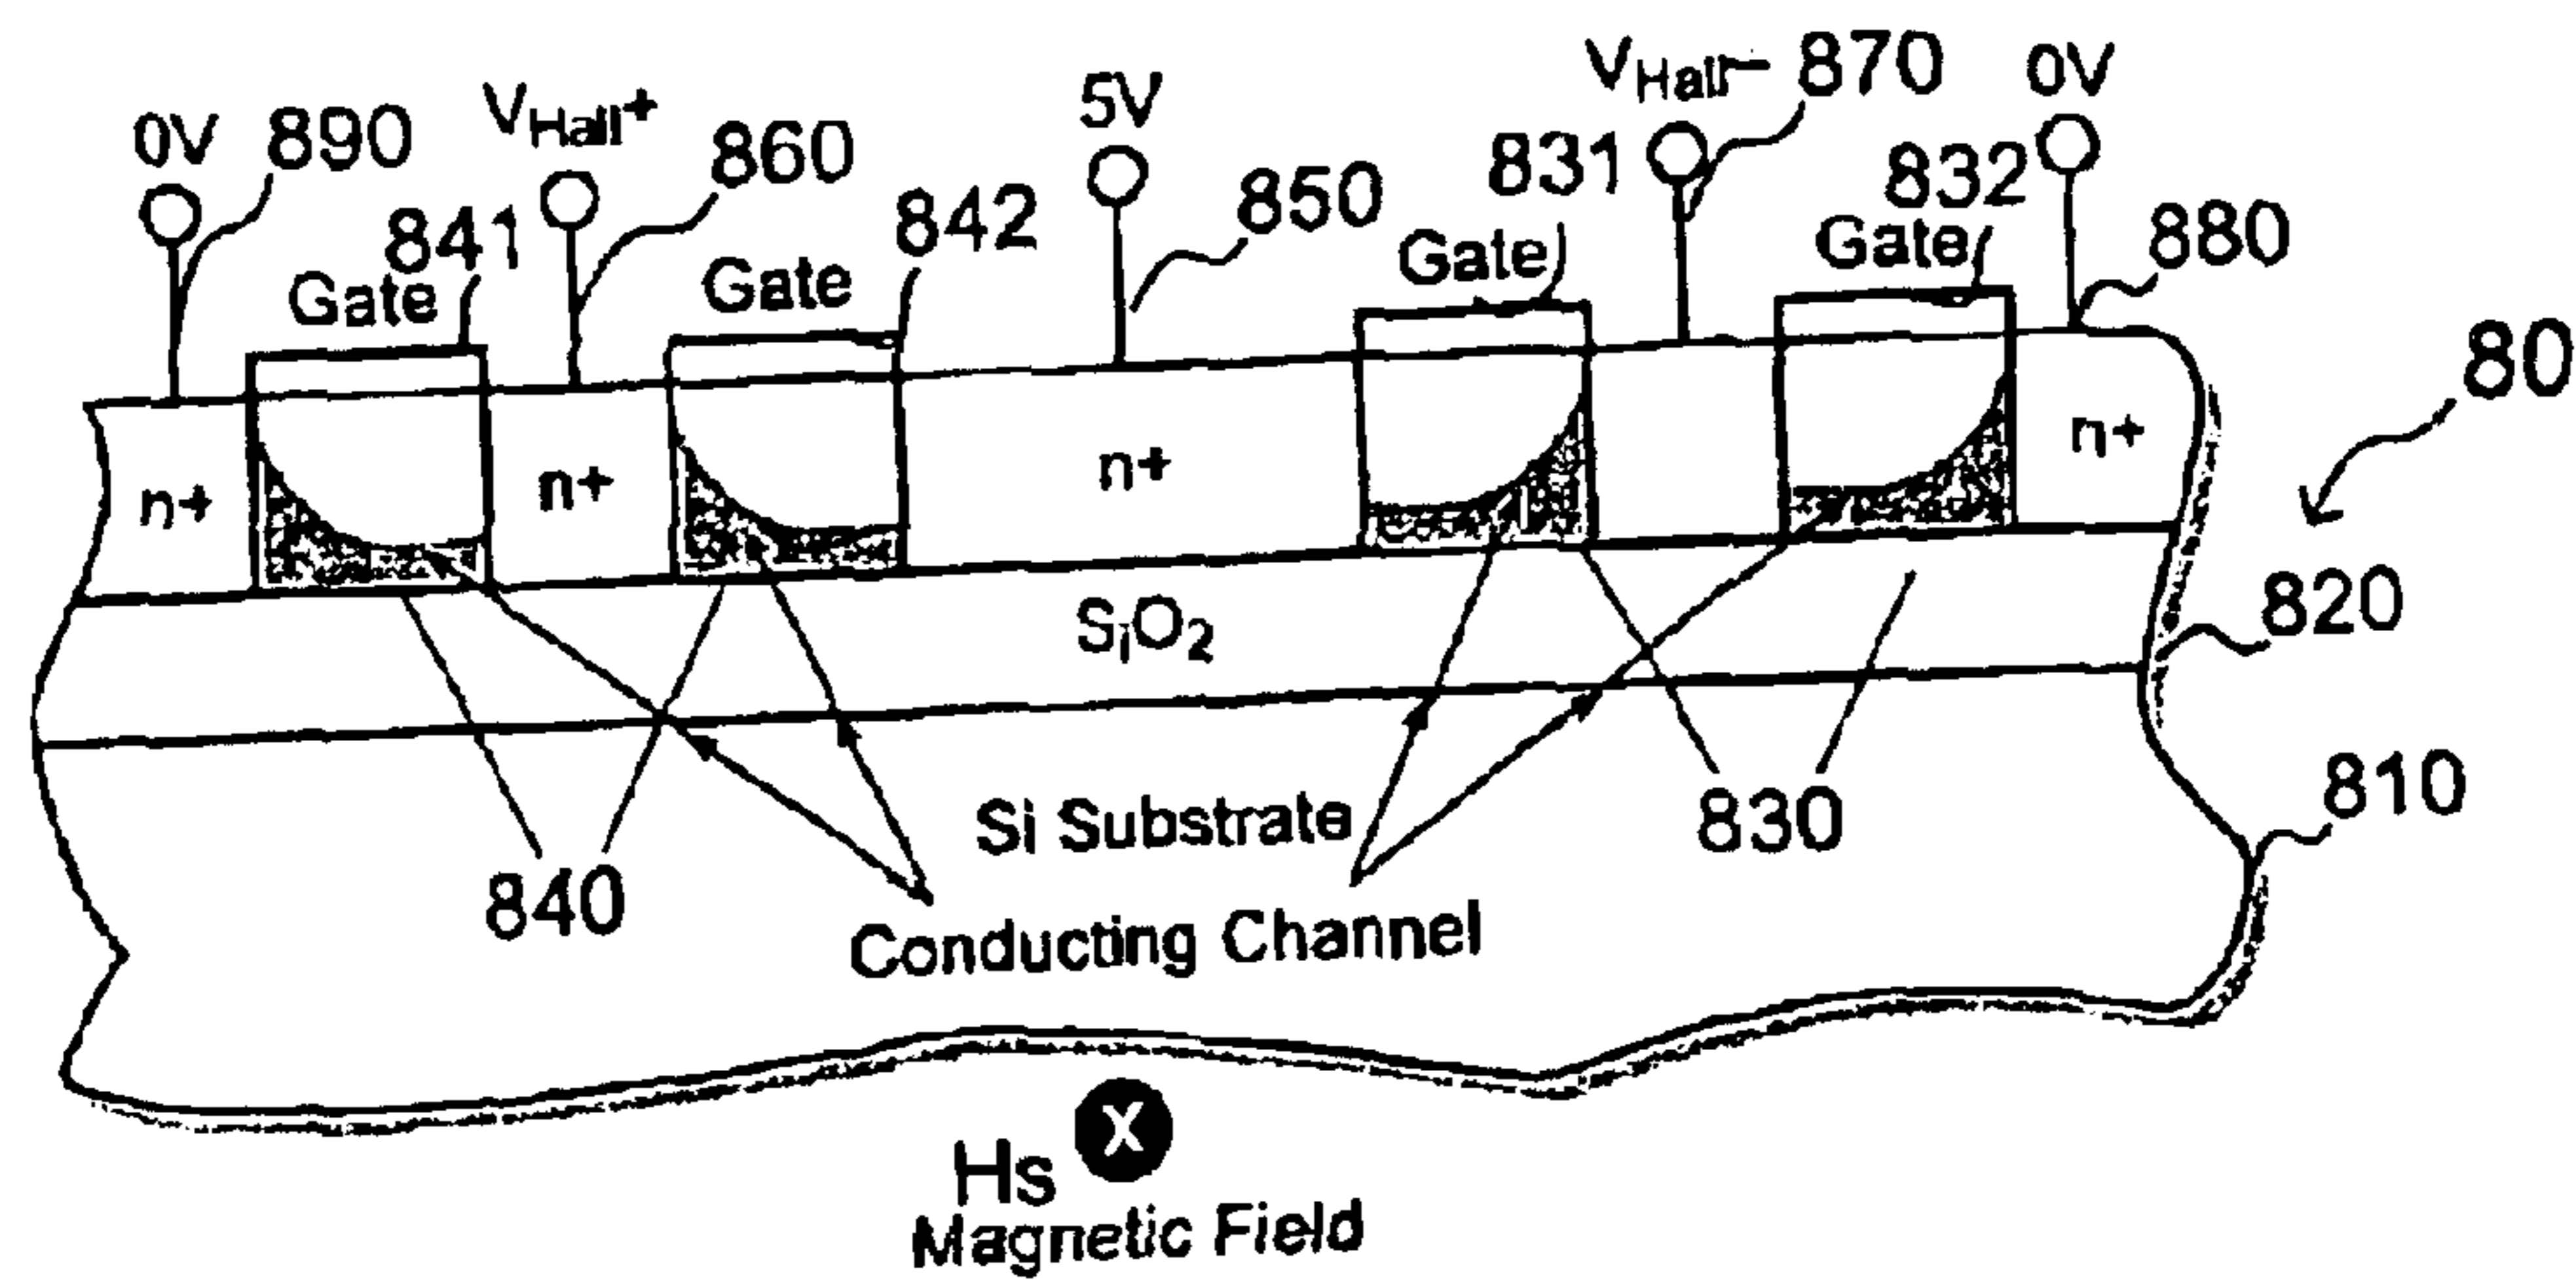 0V 890 VHall+ 860 5V 850 VHall- 870 0V
841 842 831 832 880
Gate Gate Gate Gate
80
n+ n+ n+ n+
SiO2
820
810
Si Substrate
840 830
Conducting Channel
Hs X
Magnetic Field